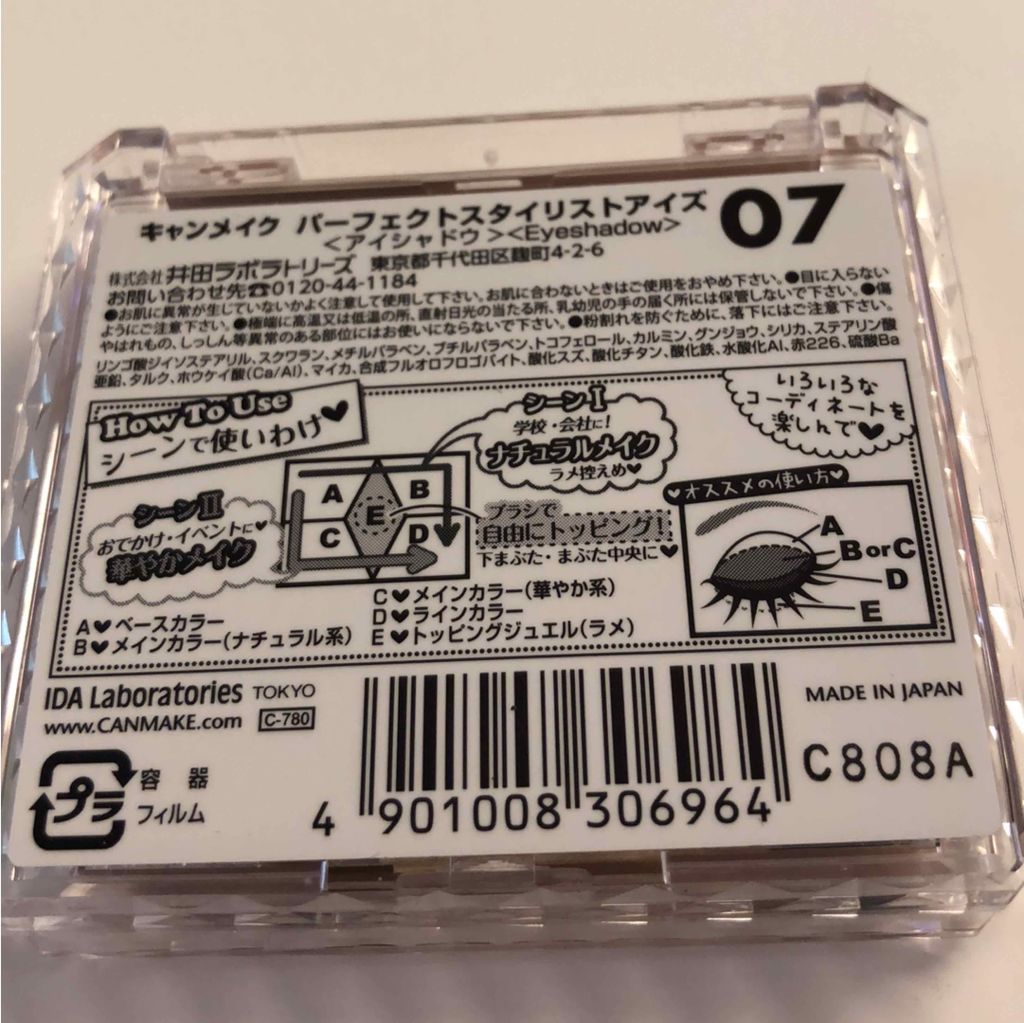 キャンメイク パーフェクトスタイリストアイズ
＜アイシャドウ＞＜Eyeshadow＞
07
株式会社 井田ラボラトリーズ 東京都千代田区麹町4-2-6
お問い合わせ先☎0120-44-1184
●お肌に異常が生じていないかよく注意して使用して下さい。お肌に合わないときはご使用をおやめ下さい。●目に入らない
ようにご注意下さい。●極端に高温又は低温の所、直射日光の当たる所、乳幼児の手の届く所には保管しないで下さい。●傷
やはれもの、しっしん等異常のある部位にはお使いにならないで下さい。●粉割れを防ぐために、落下にはご注意下さい。
リンゴ酸ジイソステアリル、スクワラン、メチルパラベン、ブチルパラベン、トコフェロール、カルミン、グンジョウ、シリカ、ステアリン酸
亜鉛、タルク、ホウケイ酸(Ca/Al)、マイカ、合成フルオロフロゴパイト、酸化スズ、酸化チタン、酸化鉄、水酸化Al、赤226、硫酸Ba
How To Use
シーンで使いわけ♥
シーンⅠ
学校・会社に!
ナチュラルメイク
ラメ控えめ♥
いろいろな
コーディネートを
楽しんで♥
シーンⅡ
おでかけ・イベントに♥
華やかメイク
A
B
C
D
E
ブラシで
自由にトッピング!
下まぶた・まぶた中央に♥
♥オススメの使い方♥
A
B or C
D
E
A♥ベースカラー
B♥メインカラー(ナチュラル系)
C♥メインカラー(華やか系)
D♥ラインカラー
E♥トッピングジュエル(ラメ)
IDA Laboratories TOKYO
www.CANMAKE.com C-780
MADE IN JAPAN
C808A
プラ
容 器
フィルム
4 901008 306964